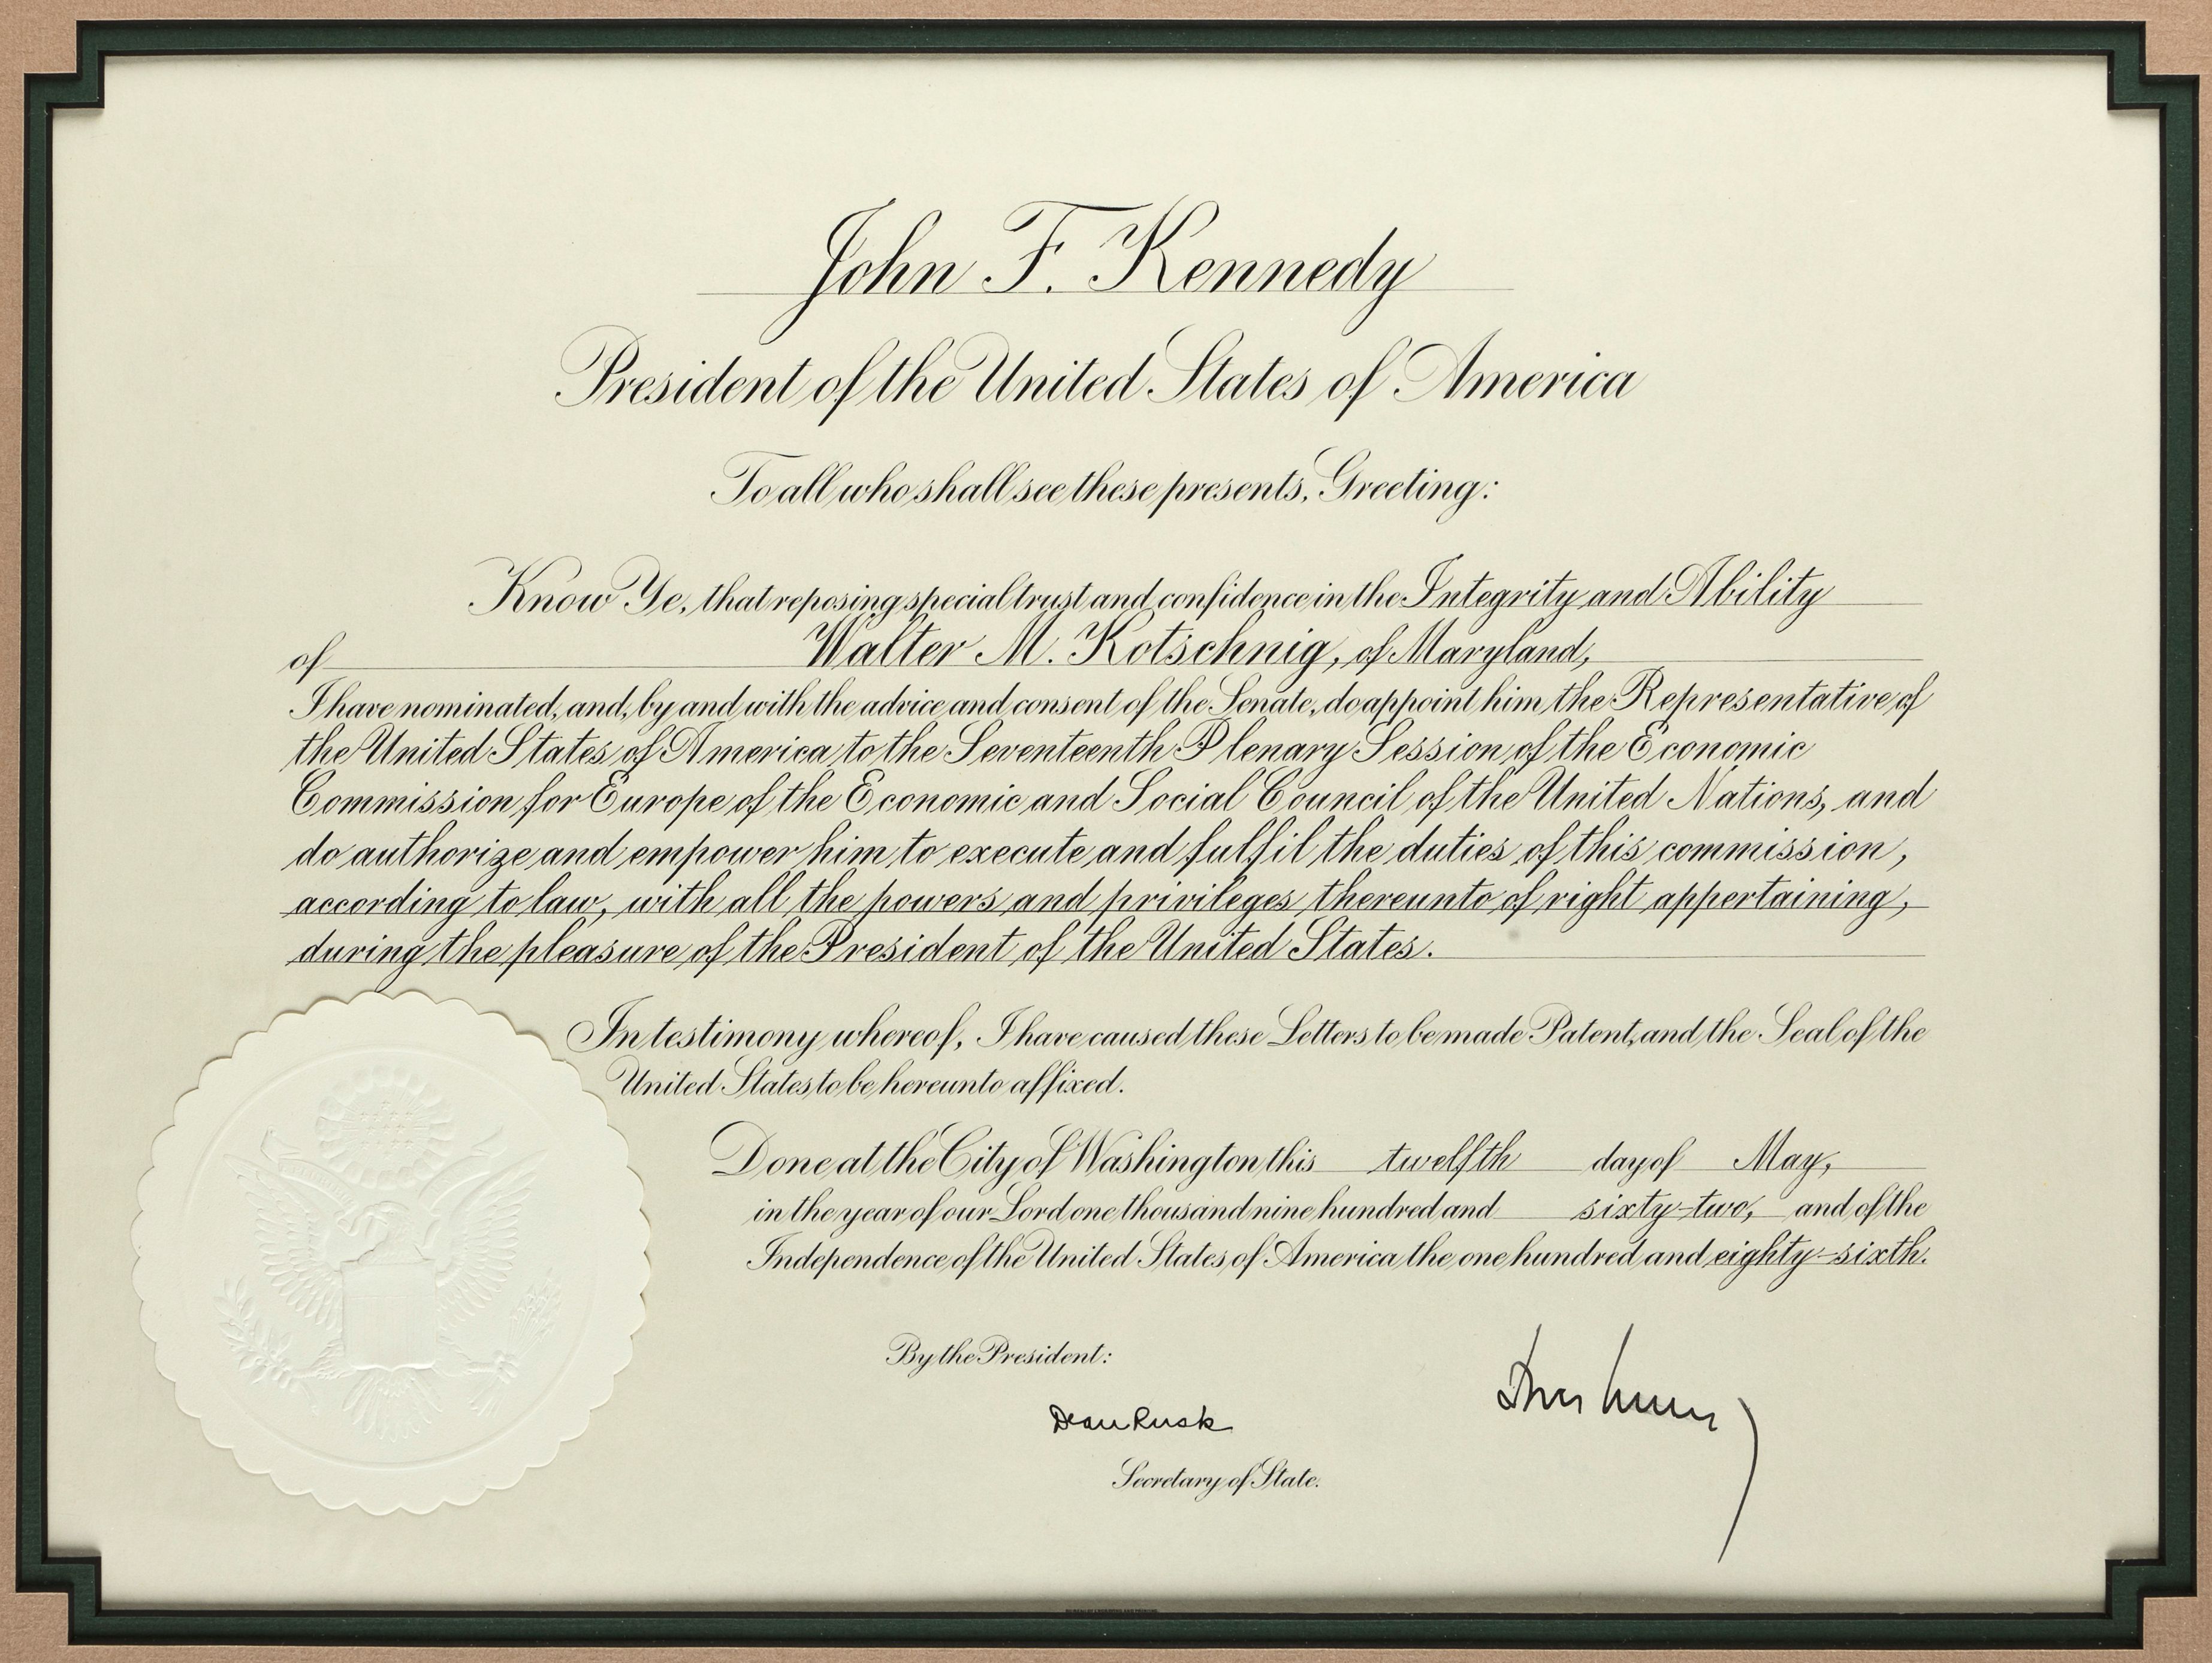 John F. Kennedy
President of the United States of America
To all who shall see these presents, Greeting:
Know Ye, that reposing special trust and confidence in the Integrity and Ability
of Walter M. Kotschnig, of Maryland,
I have nominated, and, by and with the advice and consent of the Senate, do appoint him the Representative of
the United States of America to the Seventeenth Plenary Session of the Economic
Commission for Europe of the Economic and Social Council of the United Nations, and
do authorize and empower him to execute and fulfil the duties of this commission,
according to law, with all the powers and privileges thereunto of right appertaining,
during the pleasure of the President of the United States.
In testimony whereof, I have caused these Letters to be made Patent, and the Seal of the
United States to be hereunto affixed.
Done at the City of Washington this twelfth day of May,
in the year of our Lord one thousand nine hundred and sixty-two, and of the
Independence of the United States of America the one hundred and eighty-sixth.
By the President:
Dean Rusk
Secretary of State.